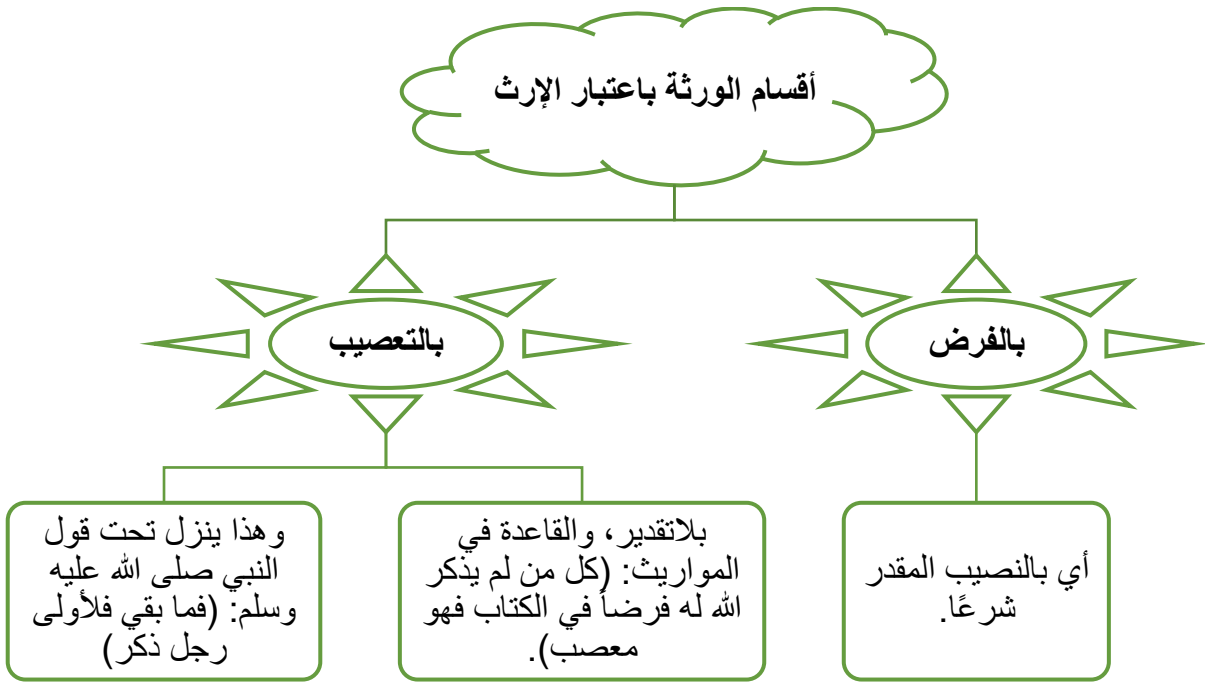 أقسام الورثة باعتبار الإرث
بالفرض
بالتعصيب
أي بالنصيب المقدر
شرعًا.
بلاتقدير، والقاعدة في
المواريث: (كل من لم يذكر
الله له فرضاً في الكتاب فهو
معصب).
وهذا ينزل تحت قول
النبي صلى الله عليه
وسلم: (فما بقي فلأولى
رجل ذكر)